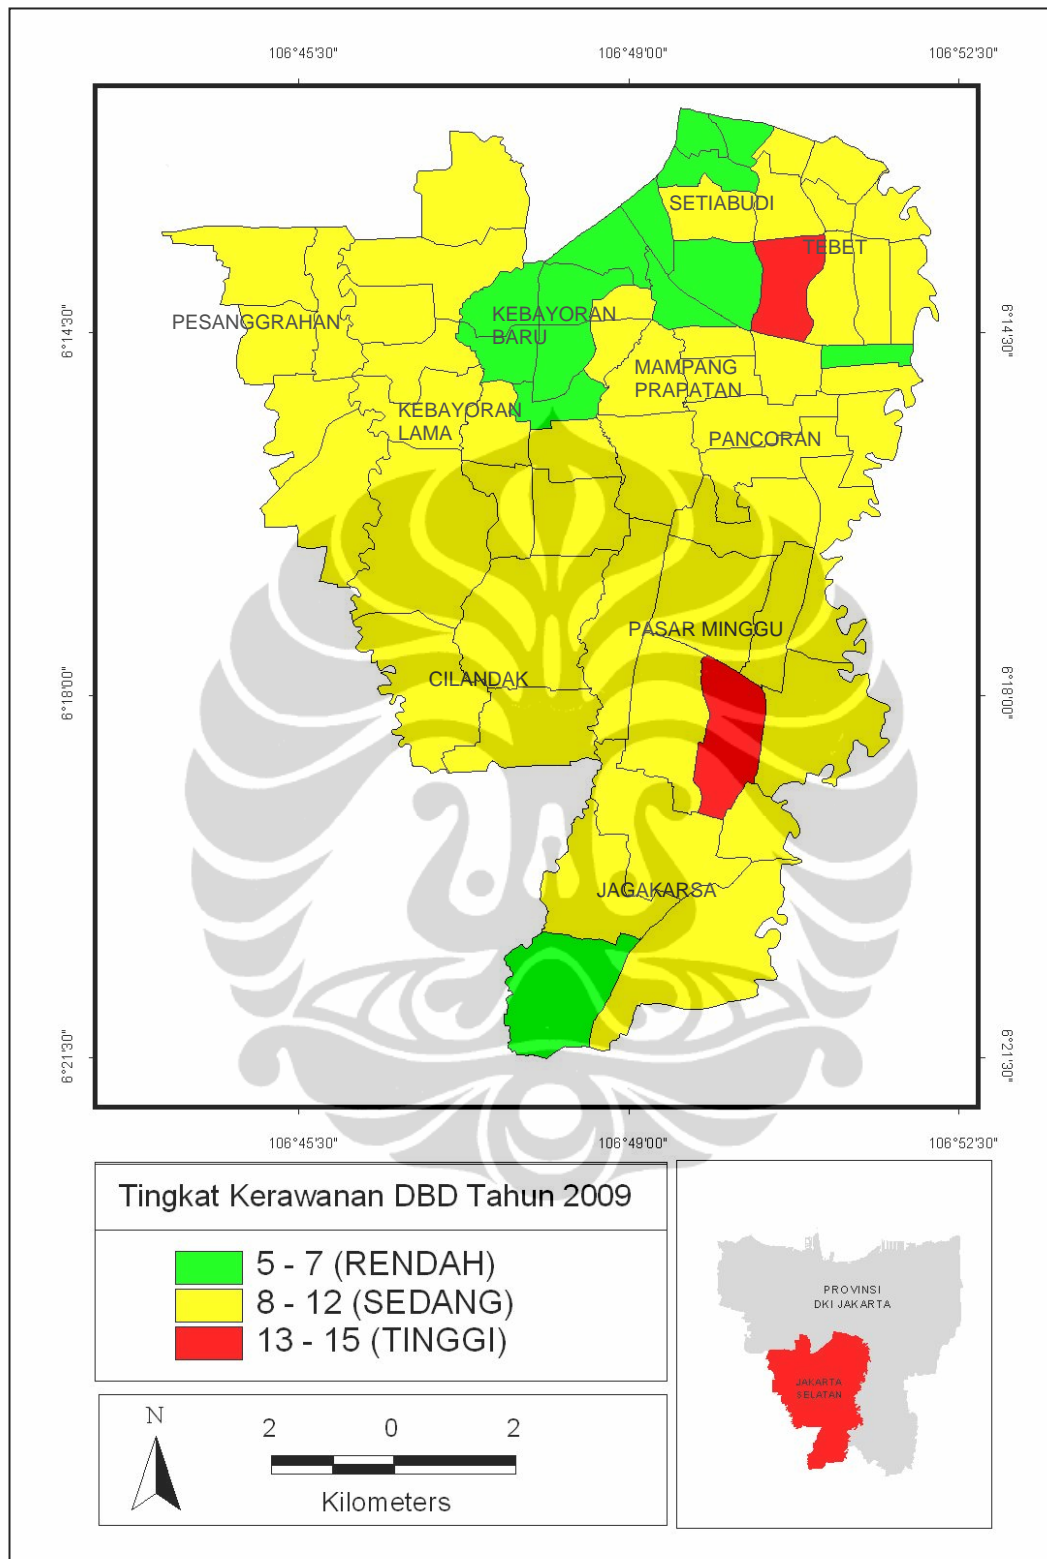 106°45'30"
106°49'00"
106°52'30"
SETIABUDI
TEBET
PESANGGRAHAN
KEBAYORAN
BARU
6°14'30"
6°14'30"
MAMPANG
PRAPATAN
KEBAYORAN
LAMA
PANCORAN
PASAR MINGGU
CILANDAK
6°18'00"
6°18'00"
JAGAKARSA
6°21'30"
6°21'30"
106°45'30"
106°49'00"
106°52'30"
Tingkat Kerawanan DBD Tahun 2009
5 - 7 (RENDAH)
8 - 12 (SEDANG)
13 - 15 (TINGGI)
PROVINSI
DKI JAKARTA
JAKARTA
SELATAN
N
2 0 2
Kilometers